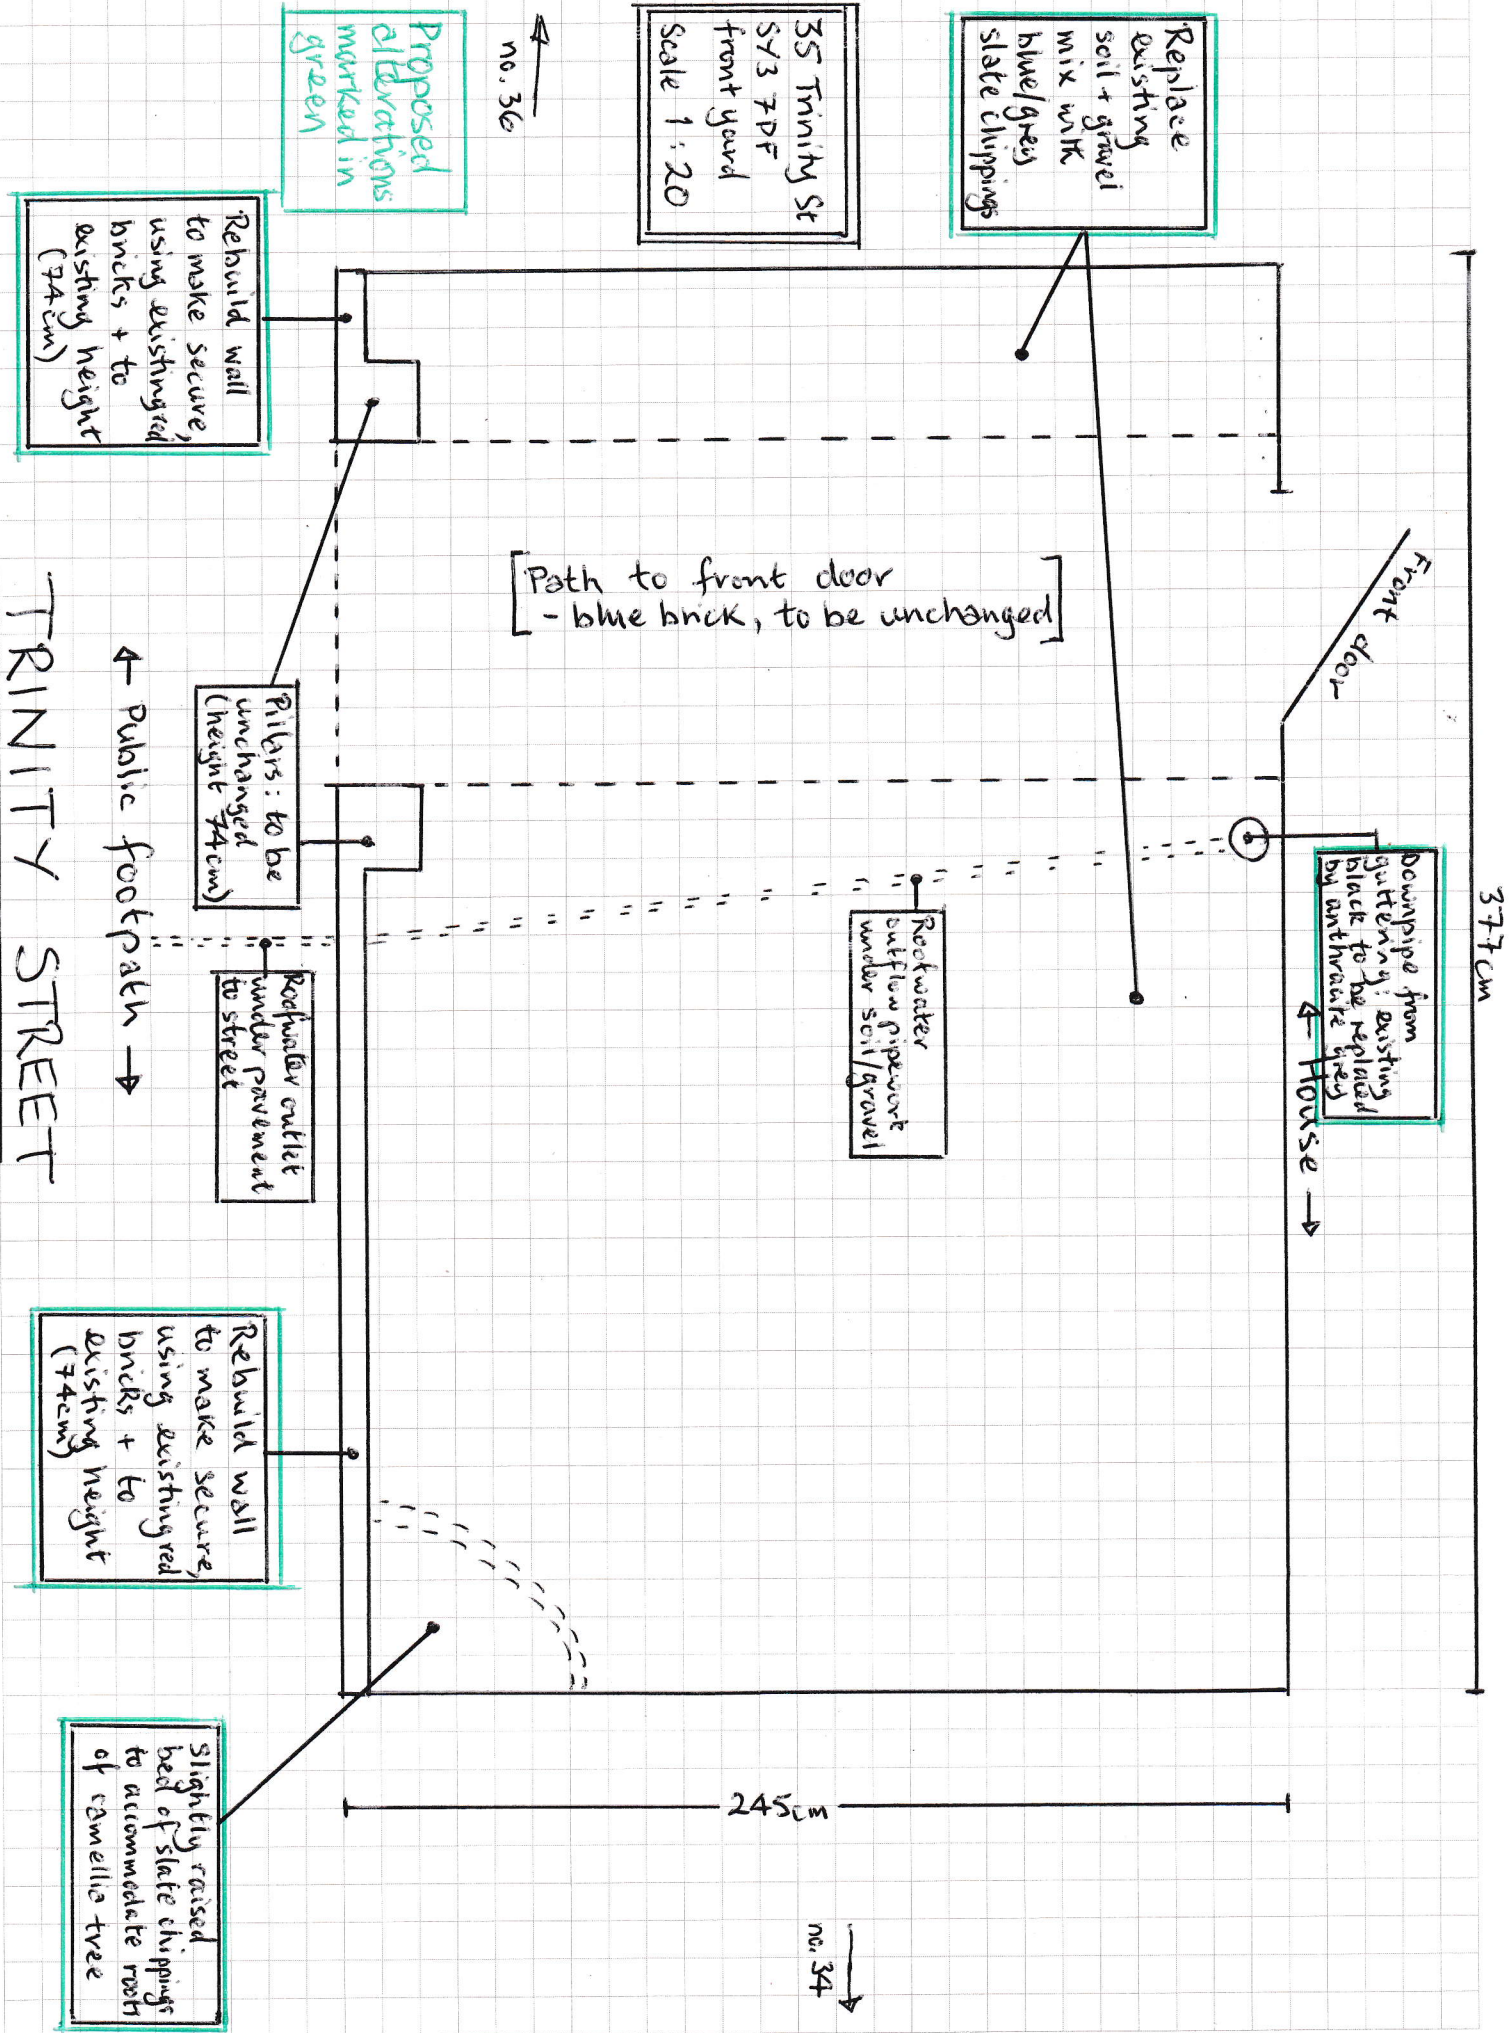 Replace
existing
soil + gravel
mix with
blue/grey
slate chippings
35 Trinity St
SY3 7PF
front yard
Scale 1:20
no. 36
Proposed
alterations
marked in
green
377cm
Downpipe from
guttering: existing
black to be replaced
by anthracite grey
← House →
Front door
[Path to front door
- blue brick, to be unchanged]
Roofwater
outflow pipework
under soil/gravel
Rebuild wall
to make secure,
using existing red
bricks + to
existing height
(74cm)
Pillars: to be
unchanged
(height 74cm)
Roofwater outlet
under pavement
to street
Rebuild wall
to make secure,
using existing red
bricks + to
existing height
(74cm)
Slightly raised
bed of slate chippings
to accommodate roots
of camellia tree
245cm
no. 34
← Public footpath →
TRINITY STREET